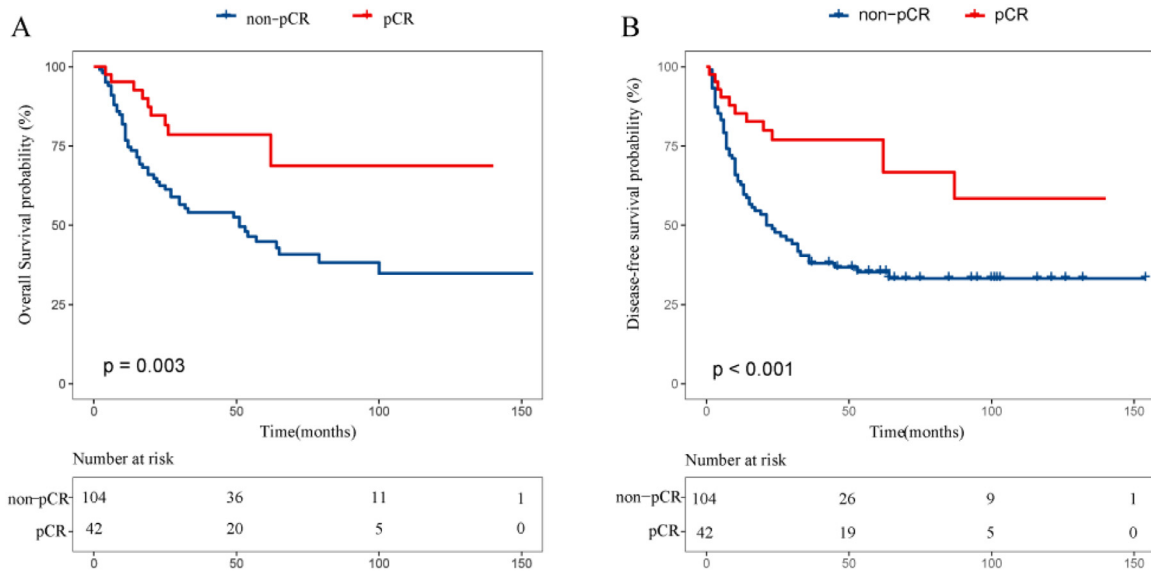 A
non-pCR pCR
Overall Survival probability (%)
100
75
50
25
0
p = 0.003
0 50 100 150
Time(months)
Number at risk
non-pCR 104 36 11 1
pCR 42 20 5 0
0 50 100 150
B
non-pCR pCR
Disease-free survival probability (%)
100
75
50
25
0
p < 0.001
0 50 100 150
Time(months)
Number at risk
non-pCR 104 26 9 1
pCR 42 19 5 0
0 50 100 150